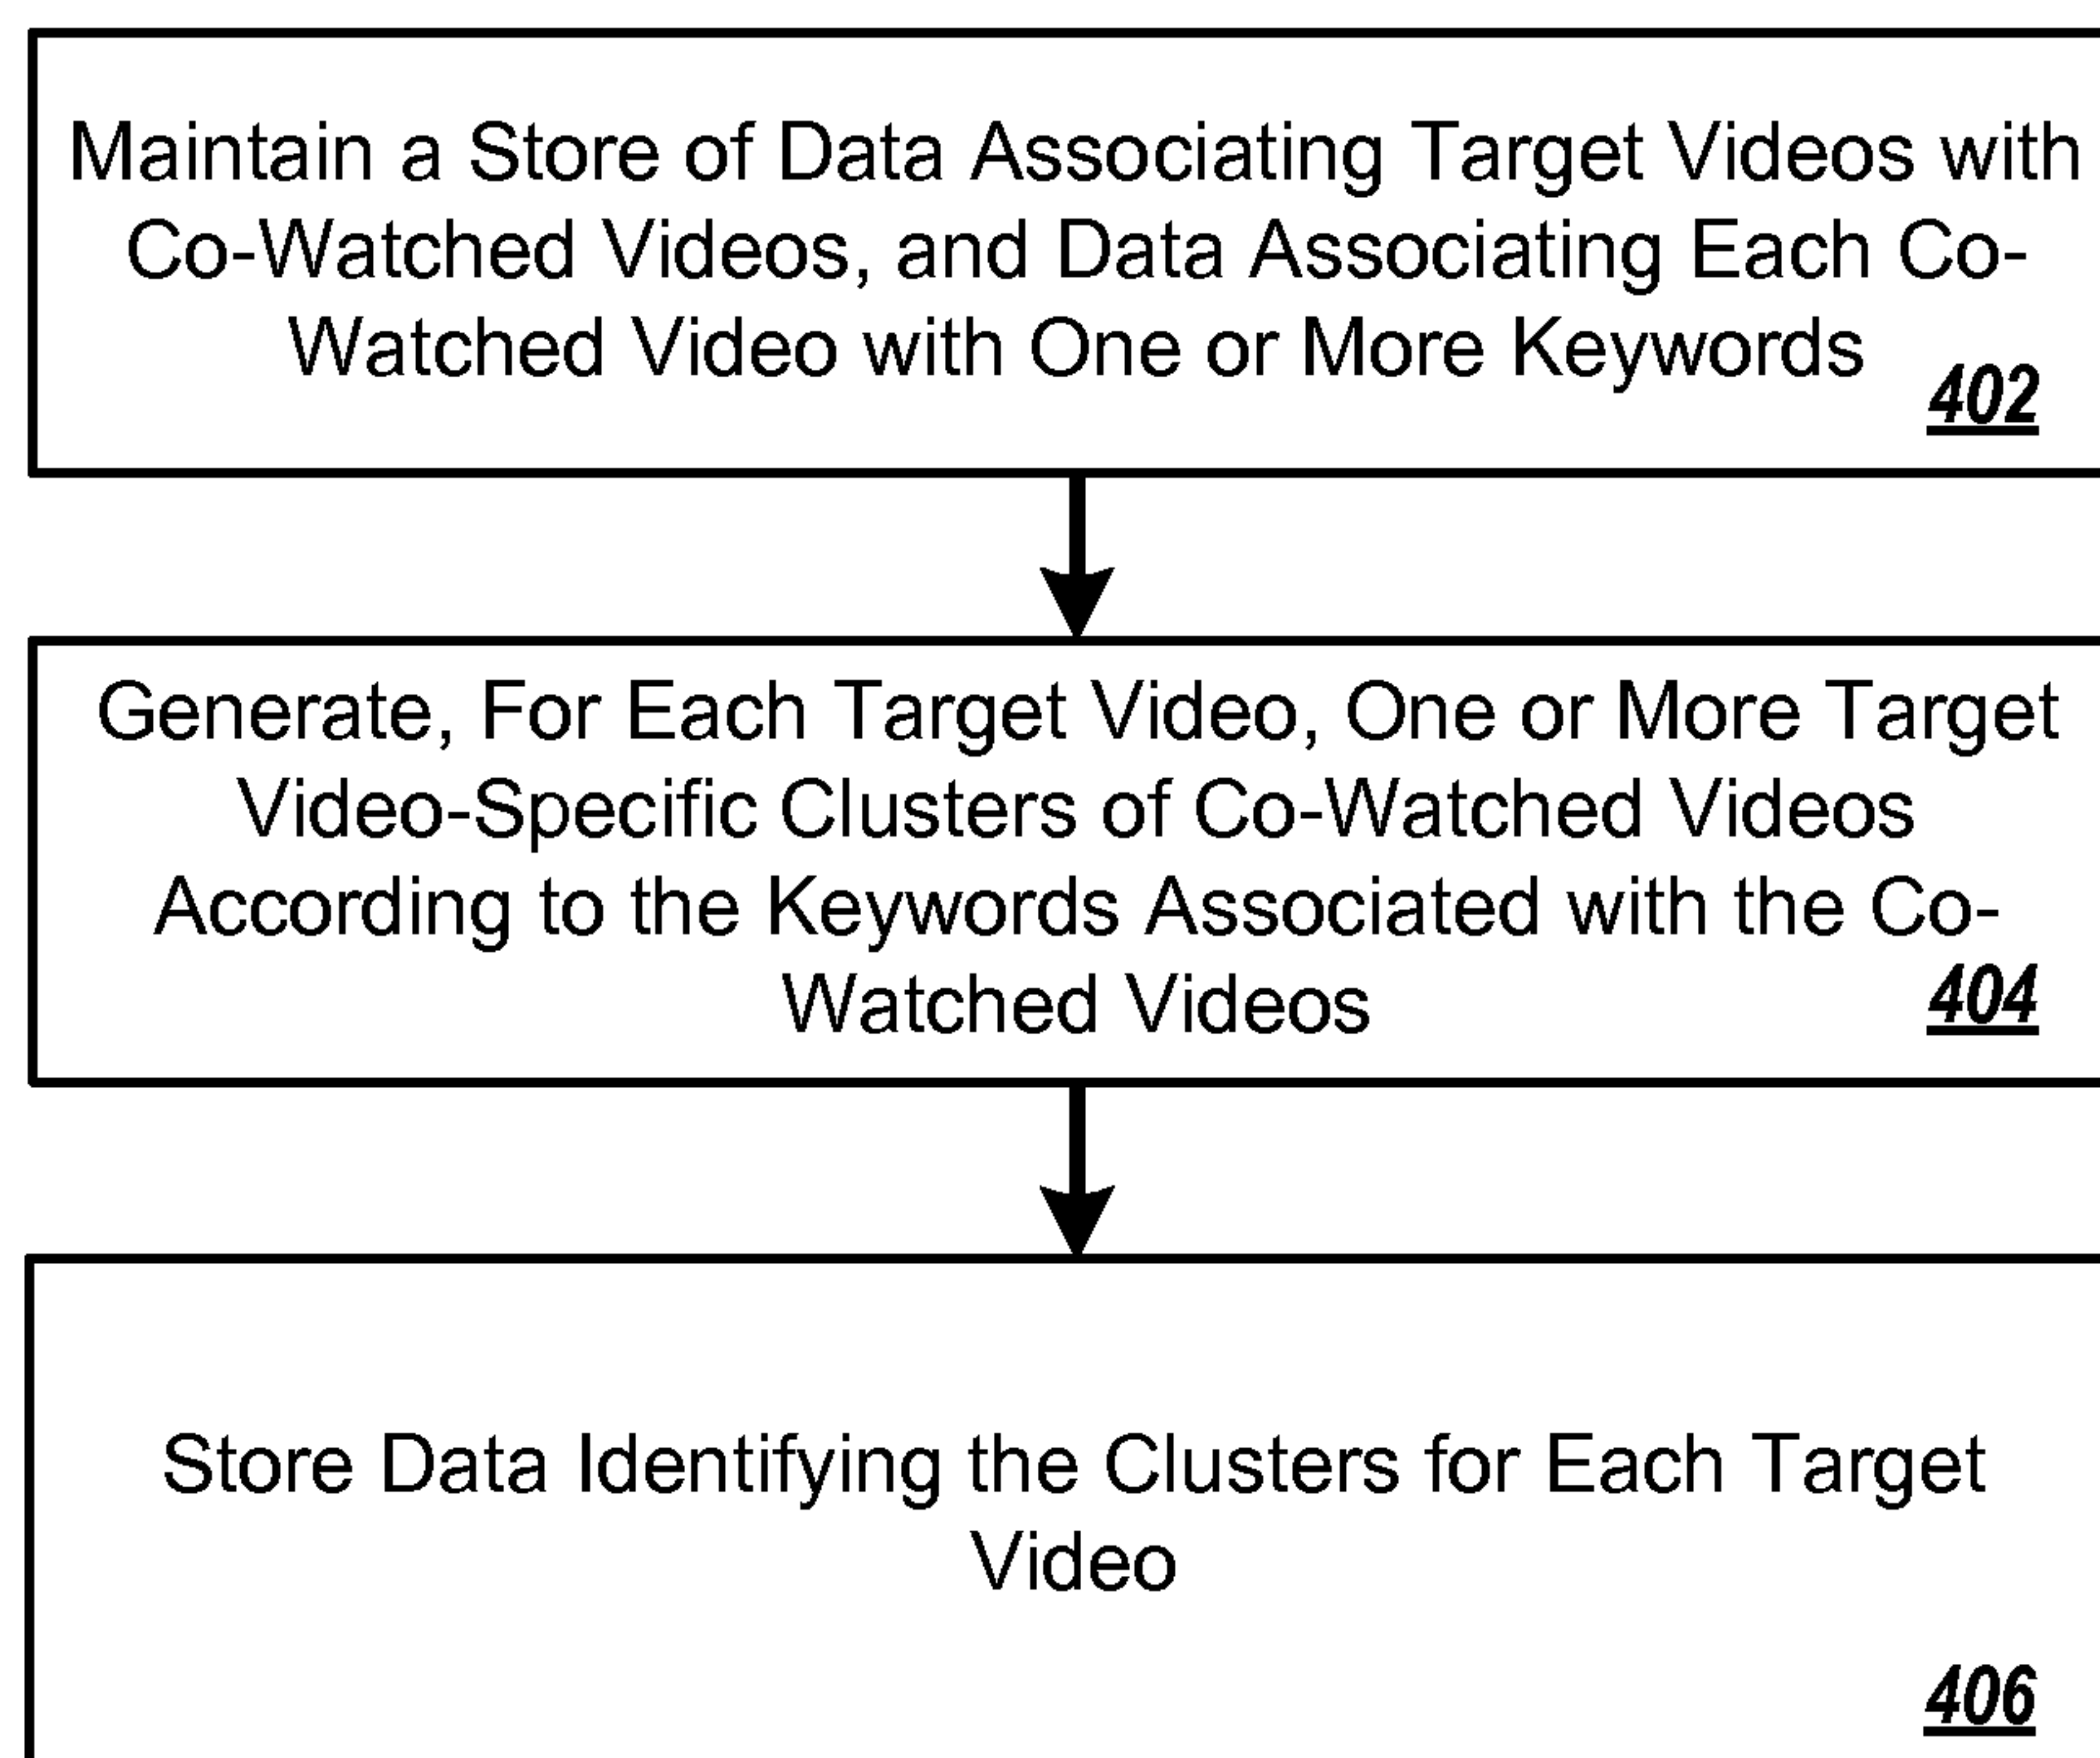 Maintain a Store of Data Associating Target Videos with
Co-Watched Videos, and Data Associating Each Co-
Watched Video with One or More Keywords
402
Generate, For Each Target Video, One or More Target
Video-Specific Clusters of Co-Watched Videos
According to the Keywords Associated with the Co-
Watched Videos
404
Store Data Identifying the Clusters for Each Target
Video
406